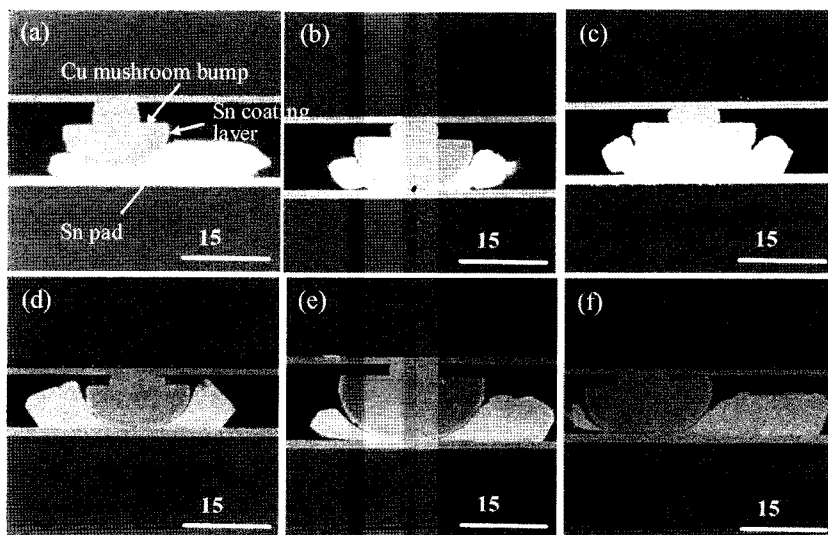 (a)
Cu mushroom bump
Sn coating
layer
Sn pad
15
(b)
15
(c)
15
(d)
15
(e)
15
(f)
15